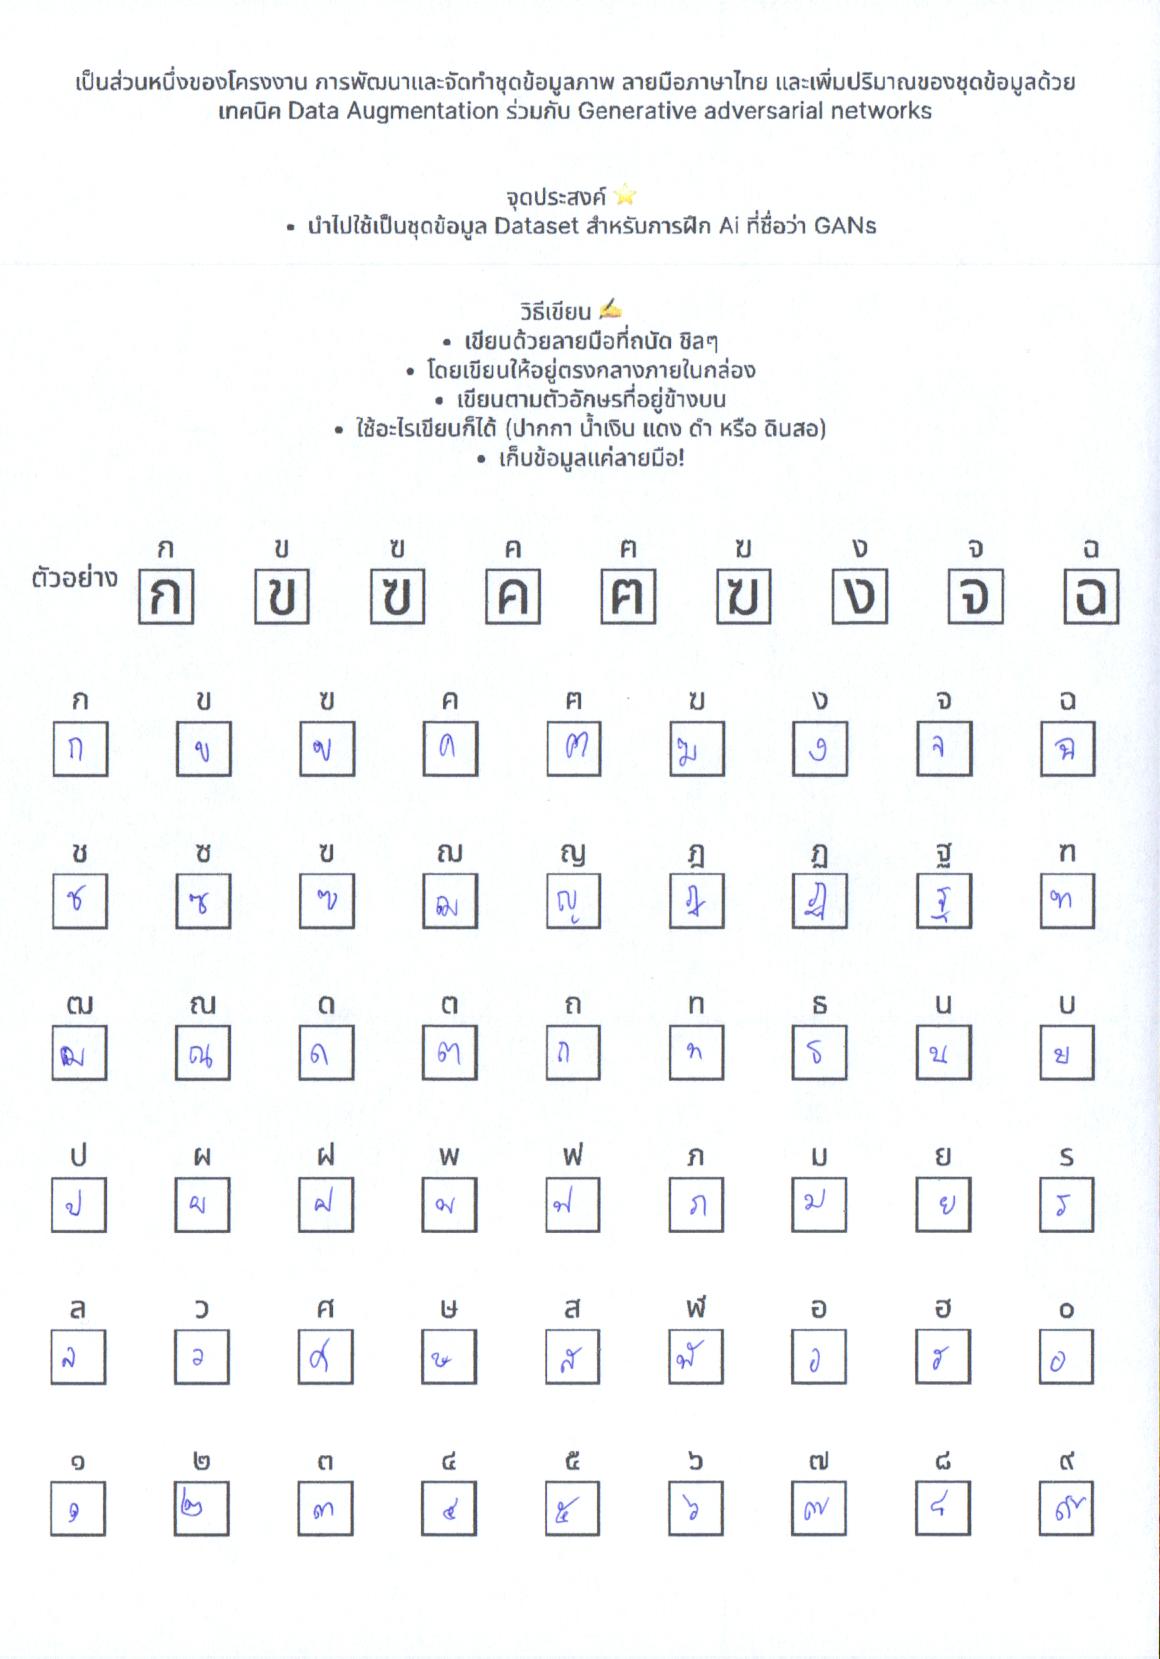 เป็นส่วนหนึ่งของโครงงาน การพัฒนาและจัดทำชุดข้อมูลภาพ ลายมือภาษาไทย และเพิ่มปริมาณของชุดข้อมูลด้วย
เทคนิค Data Augmentation ร่วมกับ Generative adversarial networks
จุดประสงค์ ⭐
• นำไปใช้เป็นชุดข้อมูล Dataset สำหรับการฝึก Ai ที่ชื่อว่า GANs
วิธีเขียน ✍
• เขียนด้วยลายมือที่ถนัด ชิลๆ
• โดยเขียนให้อยู่ตรงกลางภายในกล่อง
• เขียนตามตัวอักษรที่อยู่ข้างบน
• ใช้อะไรเขียนก็ได้ (ปากกา น้ำเงิน แดง ดำ หรือ ดินสอ)
• เก็บข้อมูลแค่ลายมือ!
ก ข ฃ ค ฅ ฆ ง จ ฉ
ตัวอย่าง ก ข ฃ ค ฅ ฆ ง จ ฉ
ก ข ฃ ค ฅ ฆ ง จ ฉ
ก ข ฃ ค ฅ ฆ ง จ ฉ
ช ซ ฃ ฌ ญ ฎ ฏ ฐ ฑ
ช ซ ฃ ฌ ญ ฎ ฏ ฐ ฑ
ฒ ณ ด ต ถ ท ธ น บ
ฒ ณ ด ต ถ ท ธ น ย
ป ผ ฝ พ ฟ ภ ม ย ร
ป ผ ฝ พ ฟ ภ ม ย ร
ล ว ศ ษ ส ฬ อ ฮ ๐
ล ว ศ ษ ส ฬ อ ฮ ๐
๑ ๒ ๓ ๔ ๕ ๖ ๗ ๘ ๙
๑ ๒ ๓ ๔ ๕ ๖ ๗ ๘ ๙